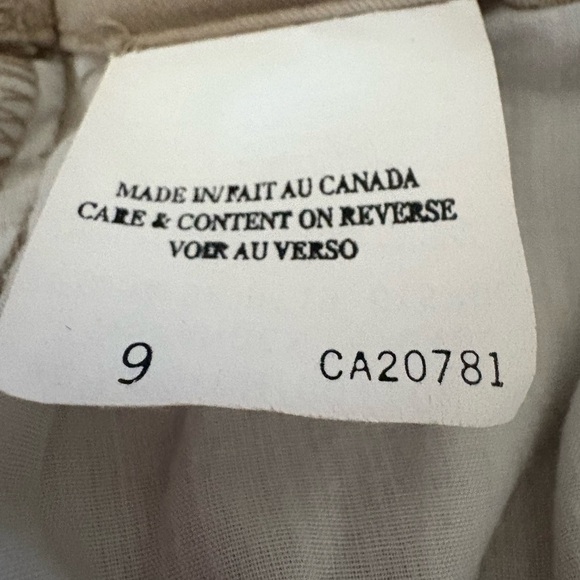 MADE IN/FAIT AU CANADA
CARE & CONTENT ON REVERSE
VOIR AU VERSO
9 CA20781